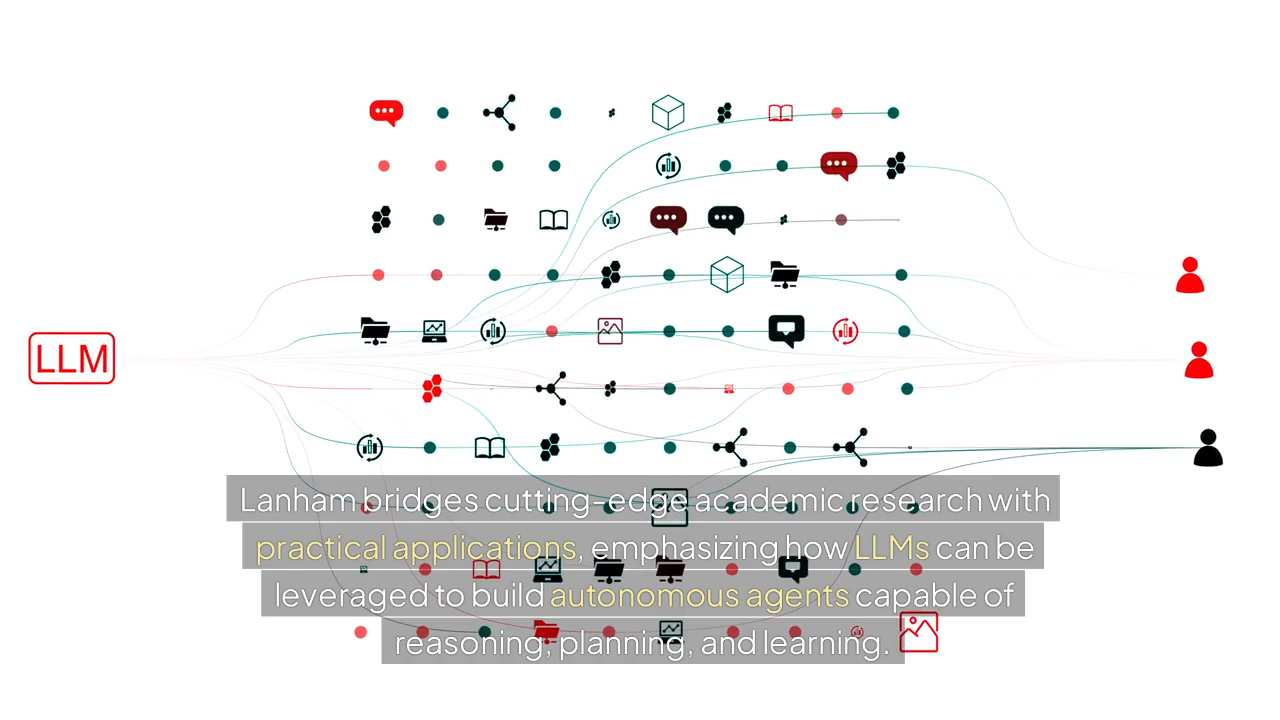 LLM
Lanham bridges cutting-edge academic research with
practical applications, emphasizing how LLMs can be
leveraged to build autonomous agents capable of
reasoning, planning, and learning.